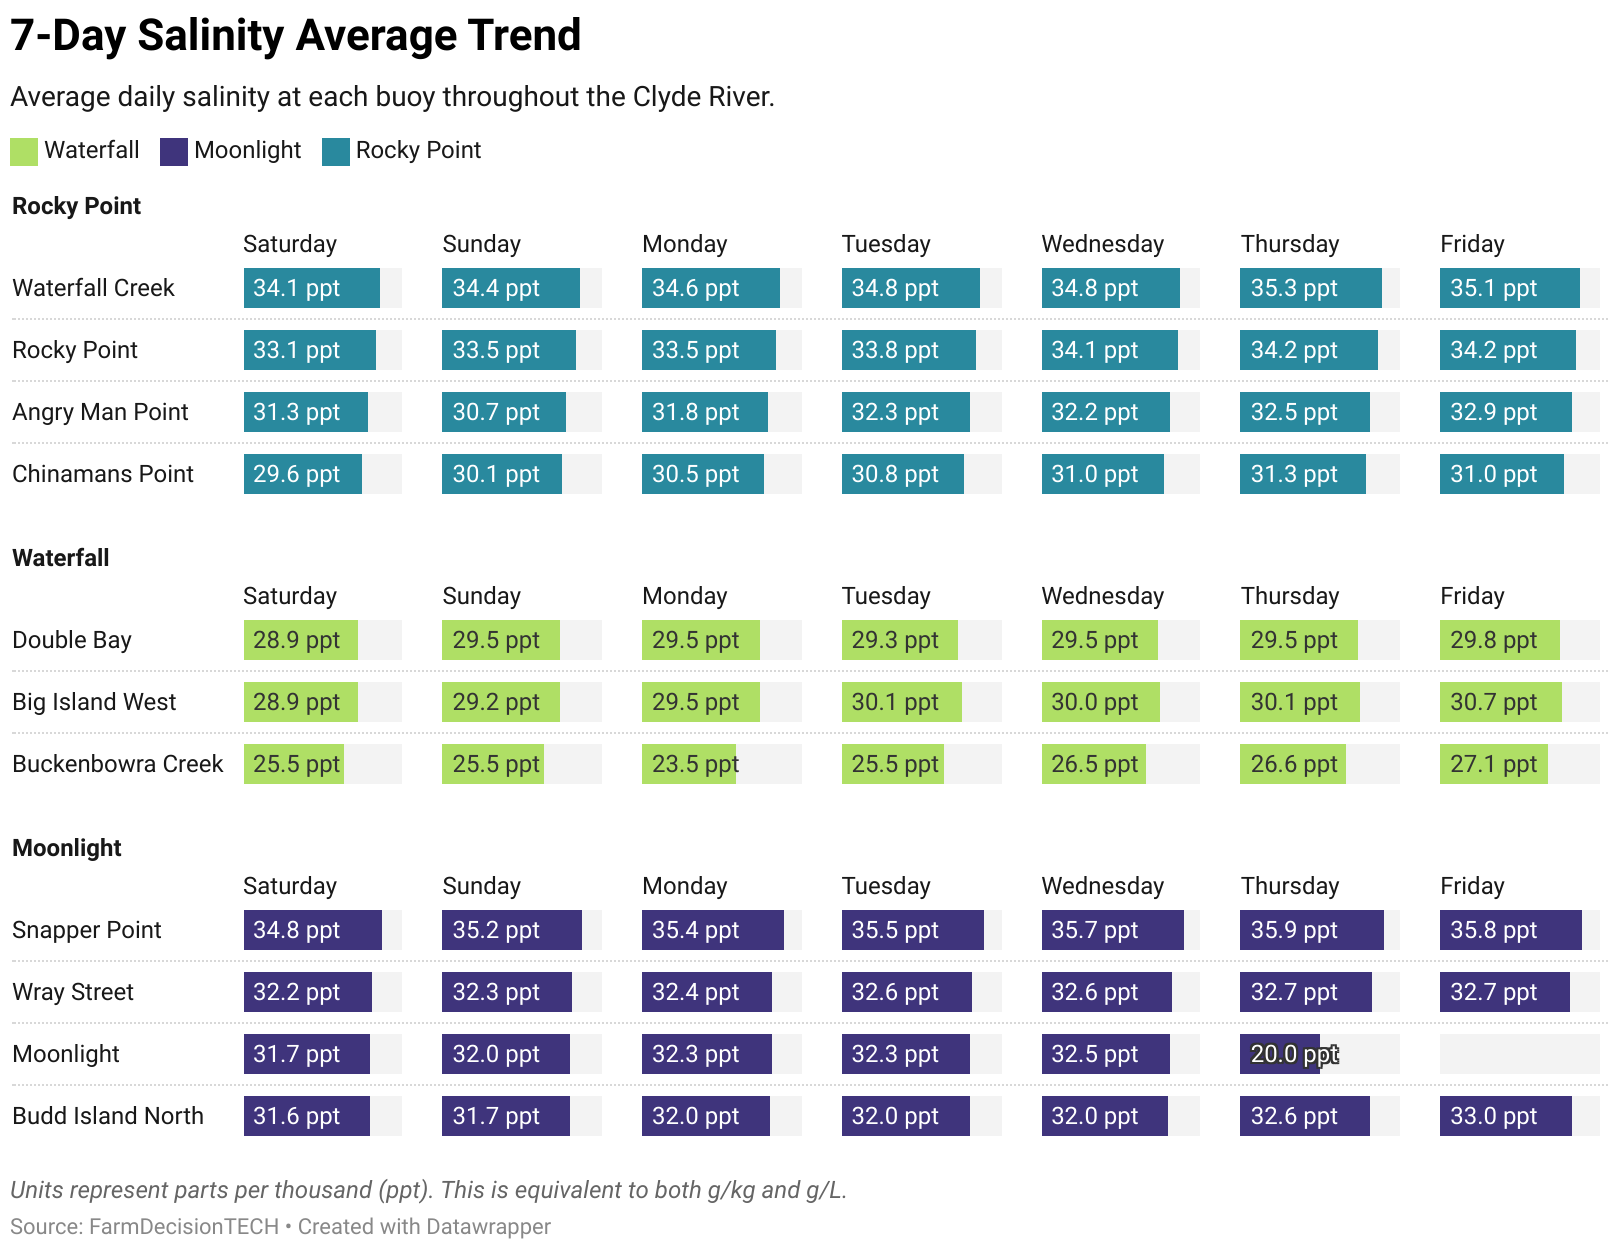 7-Day Salinity Average Trend
Average daily salinity at each buoy throughout the Clyde River.
Waterfall Moonlight Rocky Point
Rocky Point
Saturday Sunday Monday Tuesday Wednesday Thursday Friday
Waterfall Creek 34.1 ppt 34.4 ppt 34.6 ppt 34.8 ppt 34.8 ppt 35.3 ppt 35.1 ppt
Rocky Point 33.1 ppt 33.5 ppt 33.5 ppt 33.8 ppt 34.1 ppt 34.2 ppt 34.2 ppt
Angry Man Point 31.3 ppt 30.7 ppt 31.8 ppt 32.3 ppt 32.2 ppt 32.5 ppt 32.9 ppt
Chinamans Point 29.6 ppt 30.1 ppt 30.5 ppt 30.8 ppt 31.0 ppt 31.3 ppt 31.0 ppt
Waterfall
Saturday Sunday Monday Tuesday Wednesday Thursday Friday
Double Bay 28.9 ppt 29.5 ppt 29.5 ppt 29.3 ppt 29.5 ppt 29.5 ppt 29.8 ppt
Big Island West 28.9 ppt 29.2 ppt 29.5 ppt 30.1 ppt 30.0 ppt 30.1 ppt 30.7 ppt
Buckenbowra Creek 25.5 ppt 25.5 ppt 23.5 ppt 25.5 ppt 26.5 ppt 26.6 ppt 27.1 ppt
Moonlight
Saturday Sunday Monday Tuesday Wednesday Thursday Friday
Snapper Point 34.8 ppt 35.2 ppt 35.4 ppt 35.5 ppt 35.7 ppt 35.9 ppt 35.8 ppt
Wray Street 32.2 ppt 32.3 ppt 32.4 ppt 32.6 ppt 32.6 ppt 32.7 ppt 32.7 ppt
Moonlight 31.7 ppt 32.0 ppt 32.3 ppt 32.3 ppt 32.5 ppt 20.0 ppt
Budd Island North 31.6 ppt 31.7 ppt 32.0 ppt 32.0 ppt 32.0 ppt 32.6 ppt 33.0 ppt
Units represent parts per thousand (ppt). This is equivalent to both g/kg and g/L.
Source: FarmDecisionTECH • Created with Datawrapper